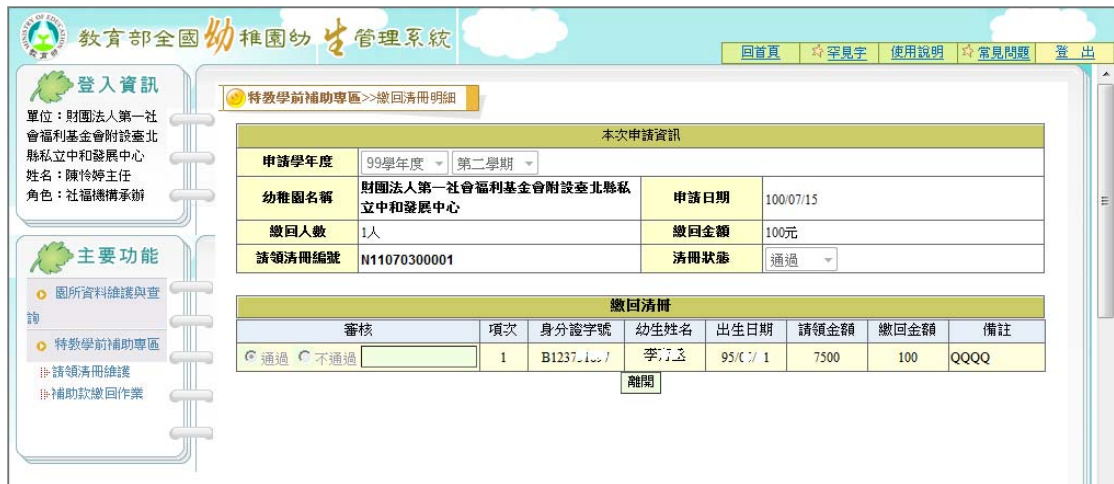 教育部全國幼稚園幼生管理系統
回首頁 罕見字 使用說明 常見問題 登 出
登入資訊
單位：財團法人第一社
會福利基金會附設臺北
縣私立中和發展中心
姓名：陳怜婷主任
角色：社福機構承辦
主要功能
園所資料維護與查
詢
特教學前補助專區
請領清冊維護
補助款繳回作業
特教學前補助專區>>繳回清冊明細
本次申請資訊
申請學年度 99學年度 第二學期
幼稚園名稱 財團法人第一社會福利基金會附設臺北縣私
立中和發展中心 申請日期 100/07/15
繳回人數 1人 繳回金額 100元
請領清冊編號 N11070300001 清冊狀態 通過
繳回清冊
審核 項次 身分證字號 幼生姓名 出生日期 請領金額 繳回金額 備註
通過 不通過 1 7500 100 QQQQ
離開